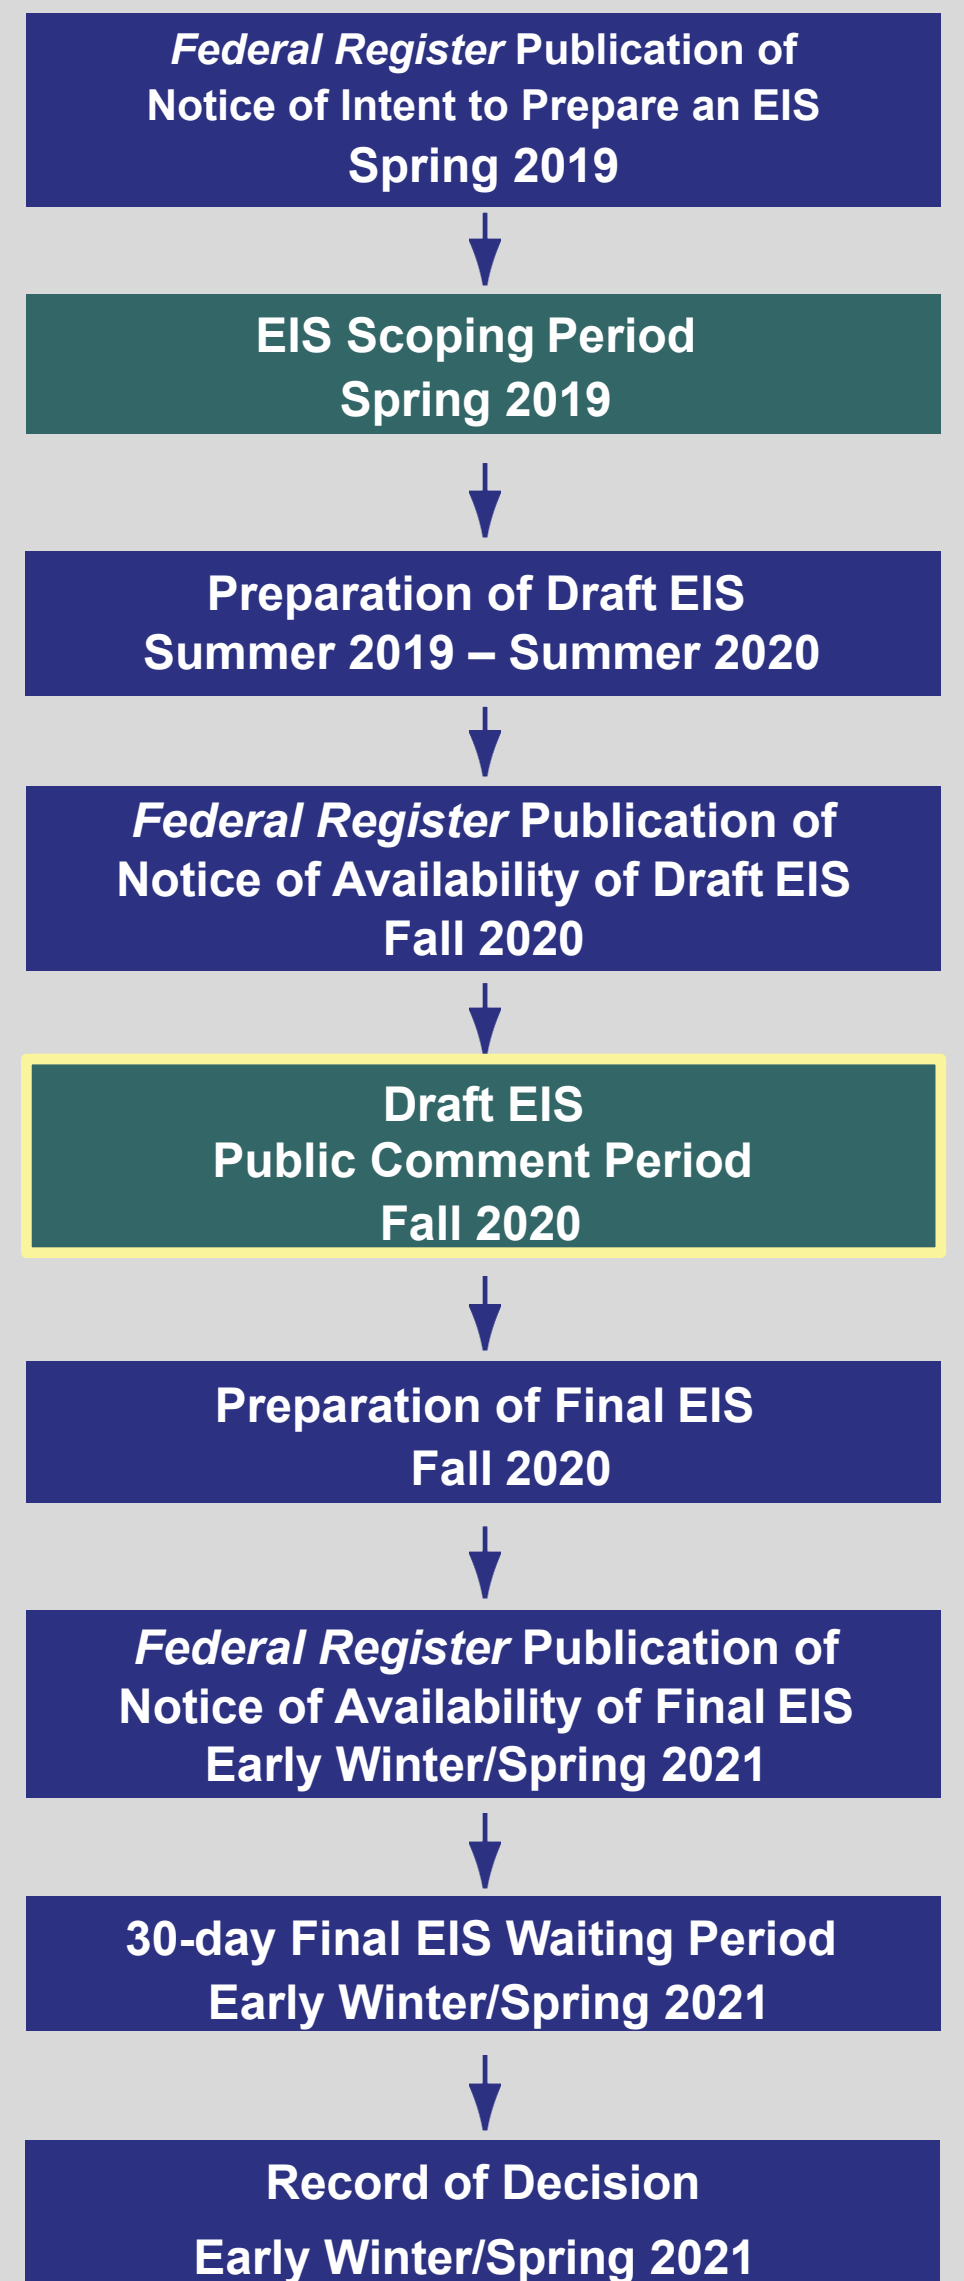 Federal Register Publication of
Notice of Intent to Prepare an EIS
Spring 2019
EIS Scoping Period
Spring 2019
Preparation of Draft EIS
Summer 2019 – Summer 2020
Federal Register Publication of
Notice of Availability of Draft EIS
Fall 2020
Draft EIS
Public Comment Period
Fall 2020
Preparation of Final EIS
Fall 2020
Federal Register Publication of
Notice of Availability of Final EIS
Early Winter/Spring 2021
30-day Final EIS Waiting Period
Early Winter/Spring 2021
Record of Decision
Early Winter/Spring 2021